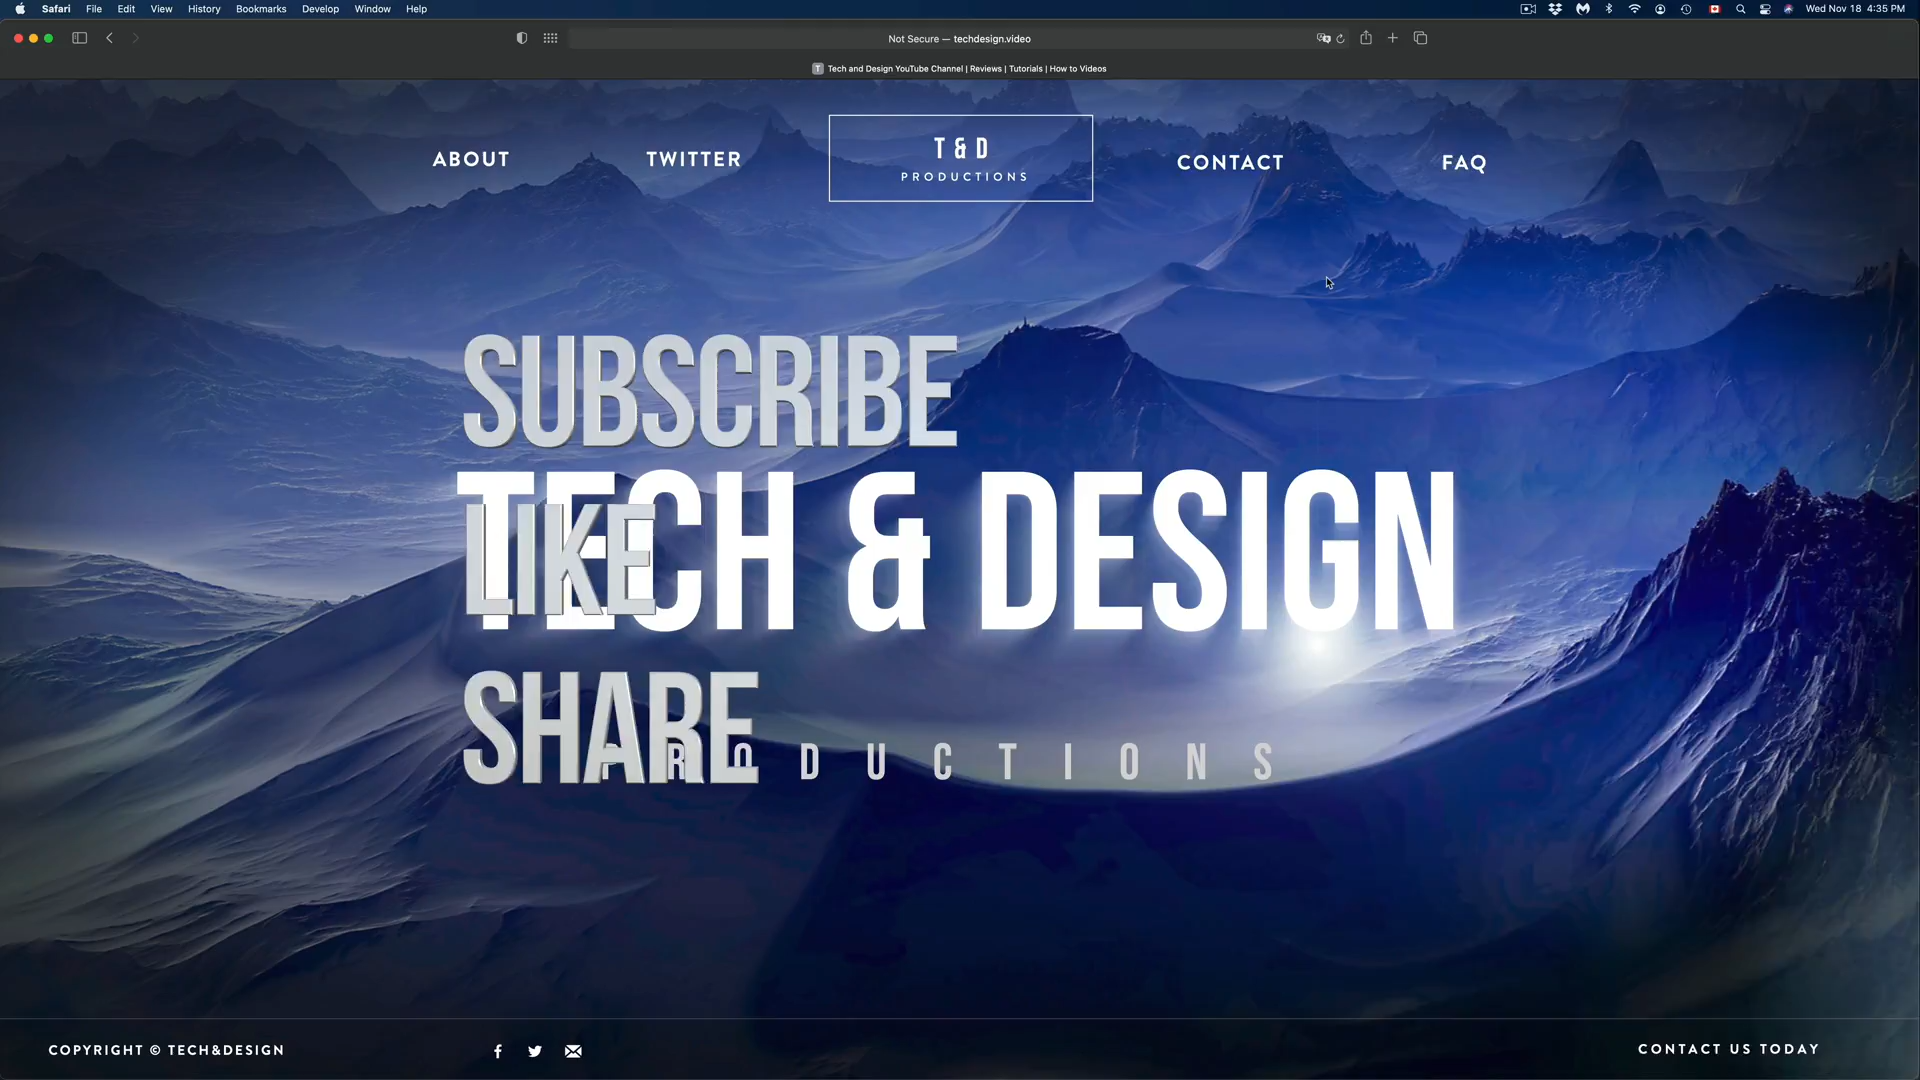 Safari File Edit View History Bookmarks Develop Window Help Wed Nov 18 4:35 PM
Not Secure — techdesign.video
T Tech and Design YouTube Channel | Reviews | Tutorials | How to Videos
ABOUT
TWITTER
T & D
PRODUCTIONS
CONTACT
FAQ
SUBSCRIBE
TECH & DESIGN
LIKE
SHARE
PRODUCTIONS
COPYRIGHT © TECH&DESIGN
CONTACT US TODAY